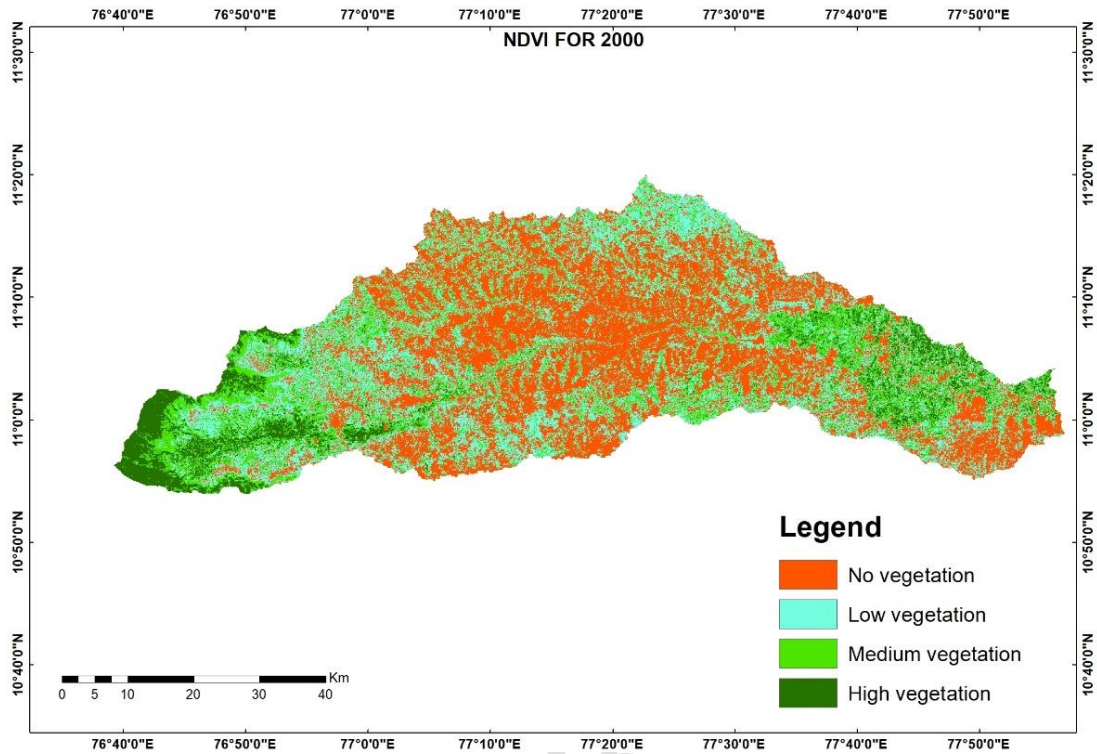 76°40'0"E 76°50'0"E 77°0'0"E 77°10'0"E 77°20'0"E 77°30'0"E 77°40'0"E 77°50'0"E
NDVI FOR 2000
11°30'0"N 11°30'0"N
11°20'0"N 11°20'0"N
11°10'0"N 11°10'0"N
11°0'0"N 11°0'0"N
10°50'0"N 10°50'0"N
10°40'0"N 10°40'0"N
Legend
No vegetation
Low vegetation
Medium vegetation
High vegetation
Km
0 5 10 20 30 40
76°40'0"E 76°50'0"E 77°0'0"E 77°10'0"E 77°20'0"E 77°30'0"E 77°40'0"E 77°50'0"E